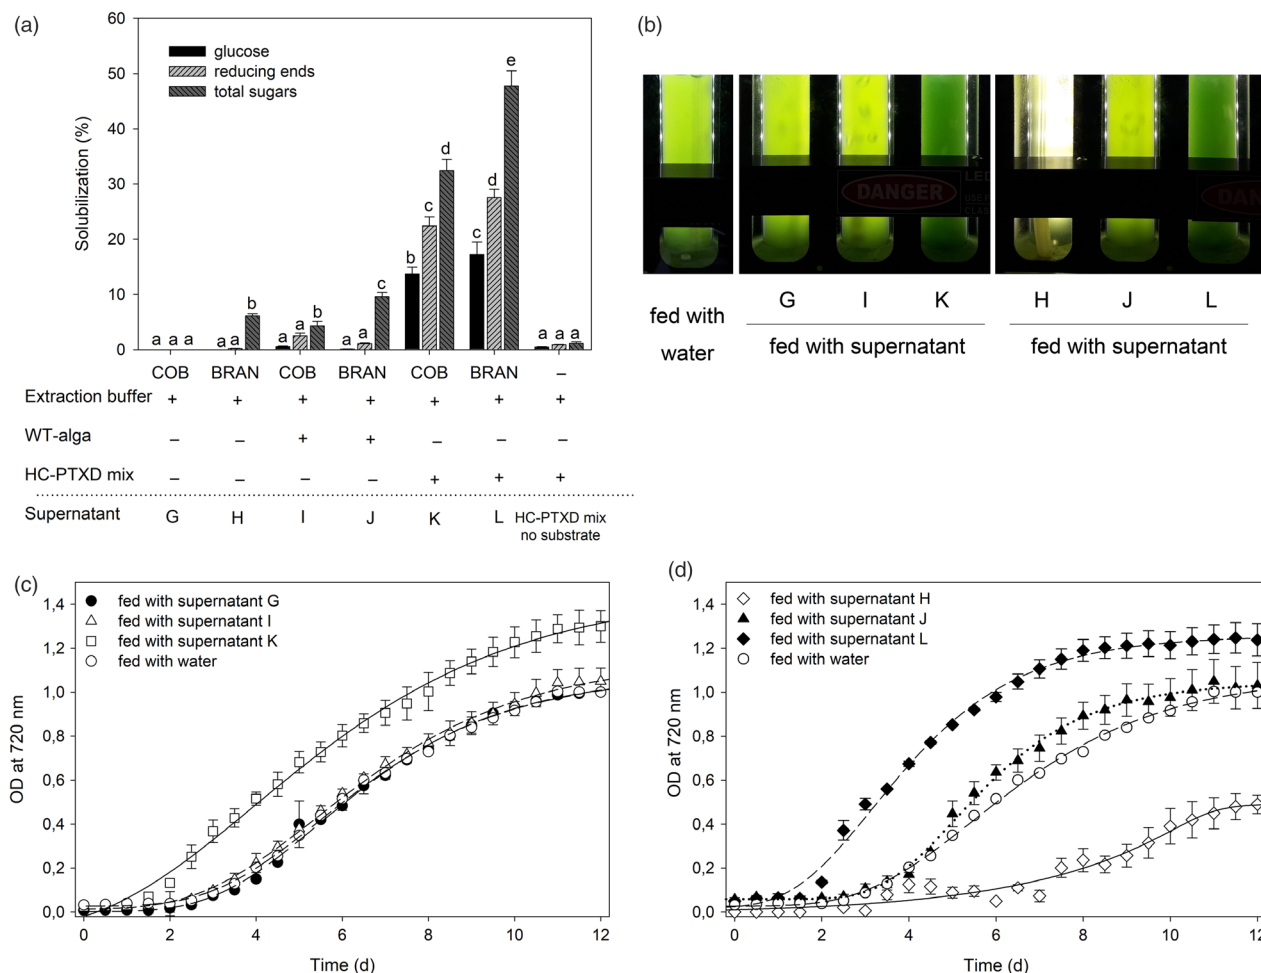 (a)
60
50
40
30
20
10
0
Solubilization (%)
glucose
reducing ends
total sugars
a a a
a a b
a a b
a a c
b c d
c d e
a a a
COB BRAN COB BRAN COB BRAN –
Extraction buffer + + + + + + +
WT-alga – – + + – – –
HC-PTXD mix – – – – + + +
Supernatant G H I J K L HC-PTXD mix
no substrate
(b)
DANGER
LED
CLAS
DAN
G I K
H J L
fed with
water
fed with supernatant
fed with supernatant
(c)
1,4
1,2
1,0
0,8
0,6
0,4
0,2
0,0
OD at 720 nm
fed with supernatant G
fed with supernatant I
fed with supernatant K
fed with water
0 2 4 6 8 10 12
Time (d)
(d)
1,4
1,2
1,0
0,8
0,6
0,4
0,2
0,0
OD at 720 nm
fed with supernatant H
fed with supernatant J
fed with supernatant L
fed with water
0 2 4 6 8 10 12
Time (d)